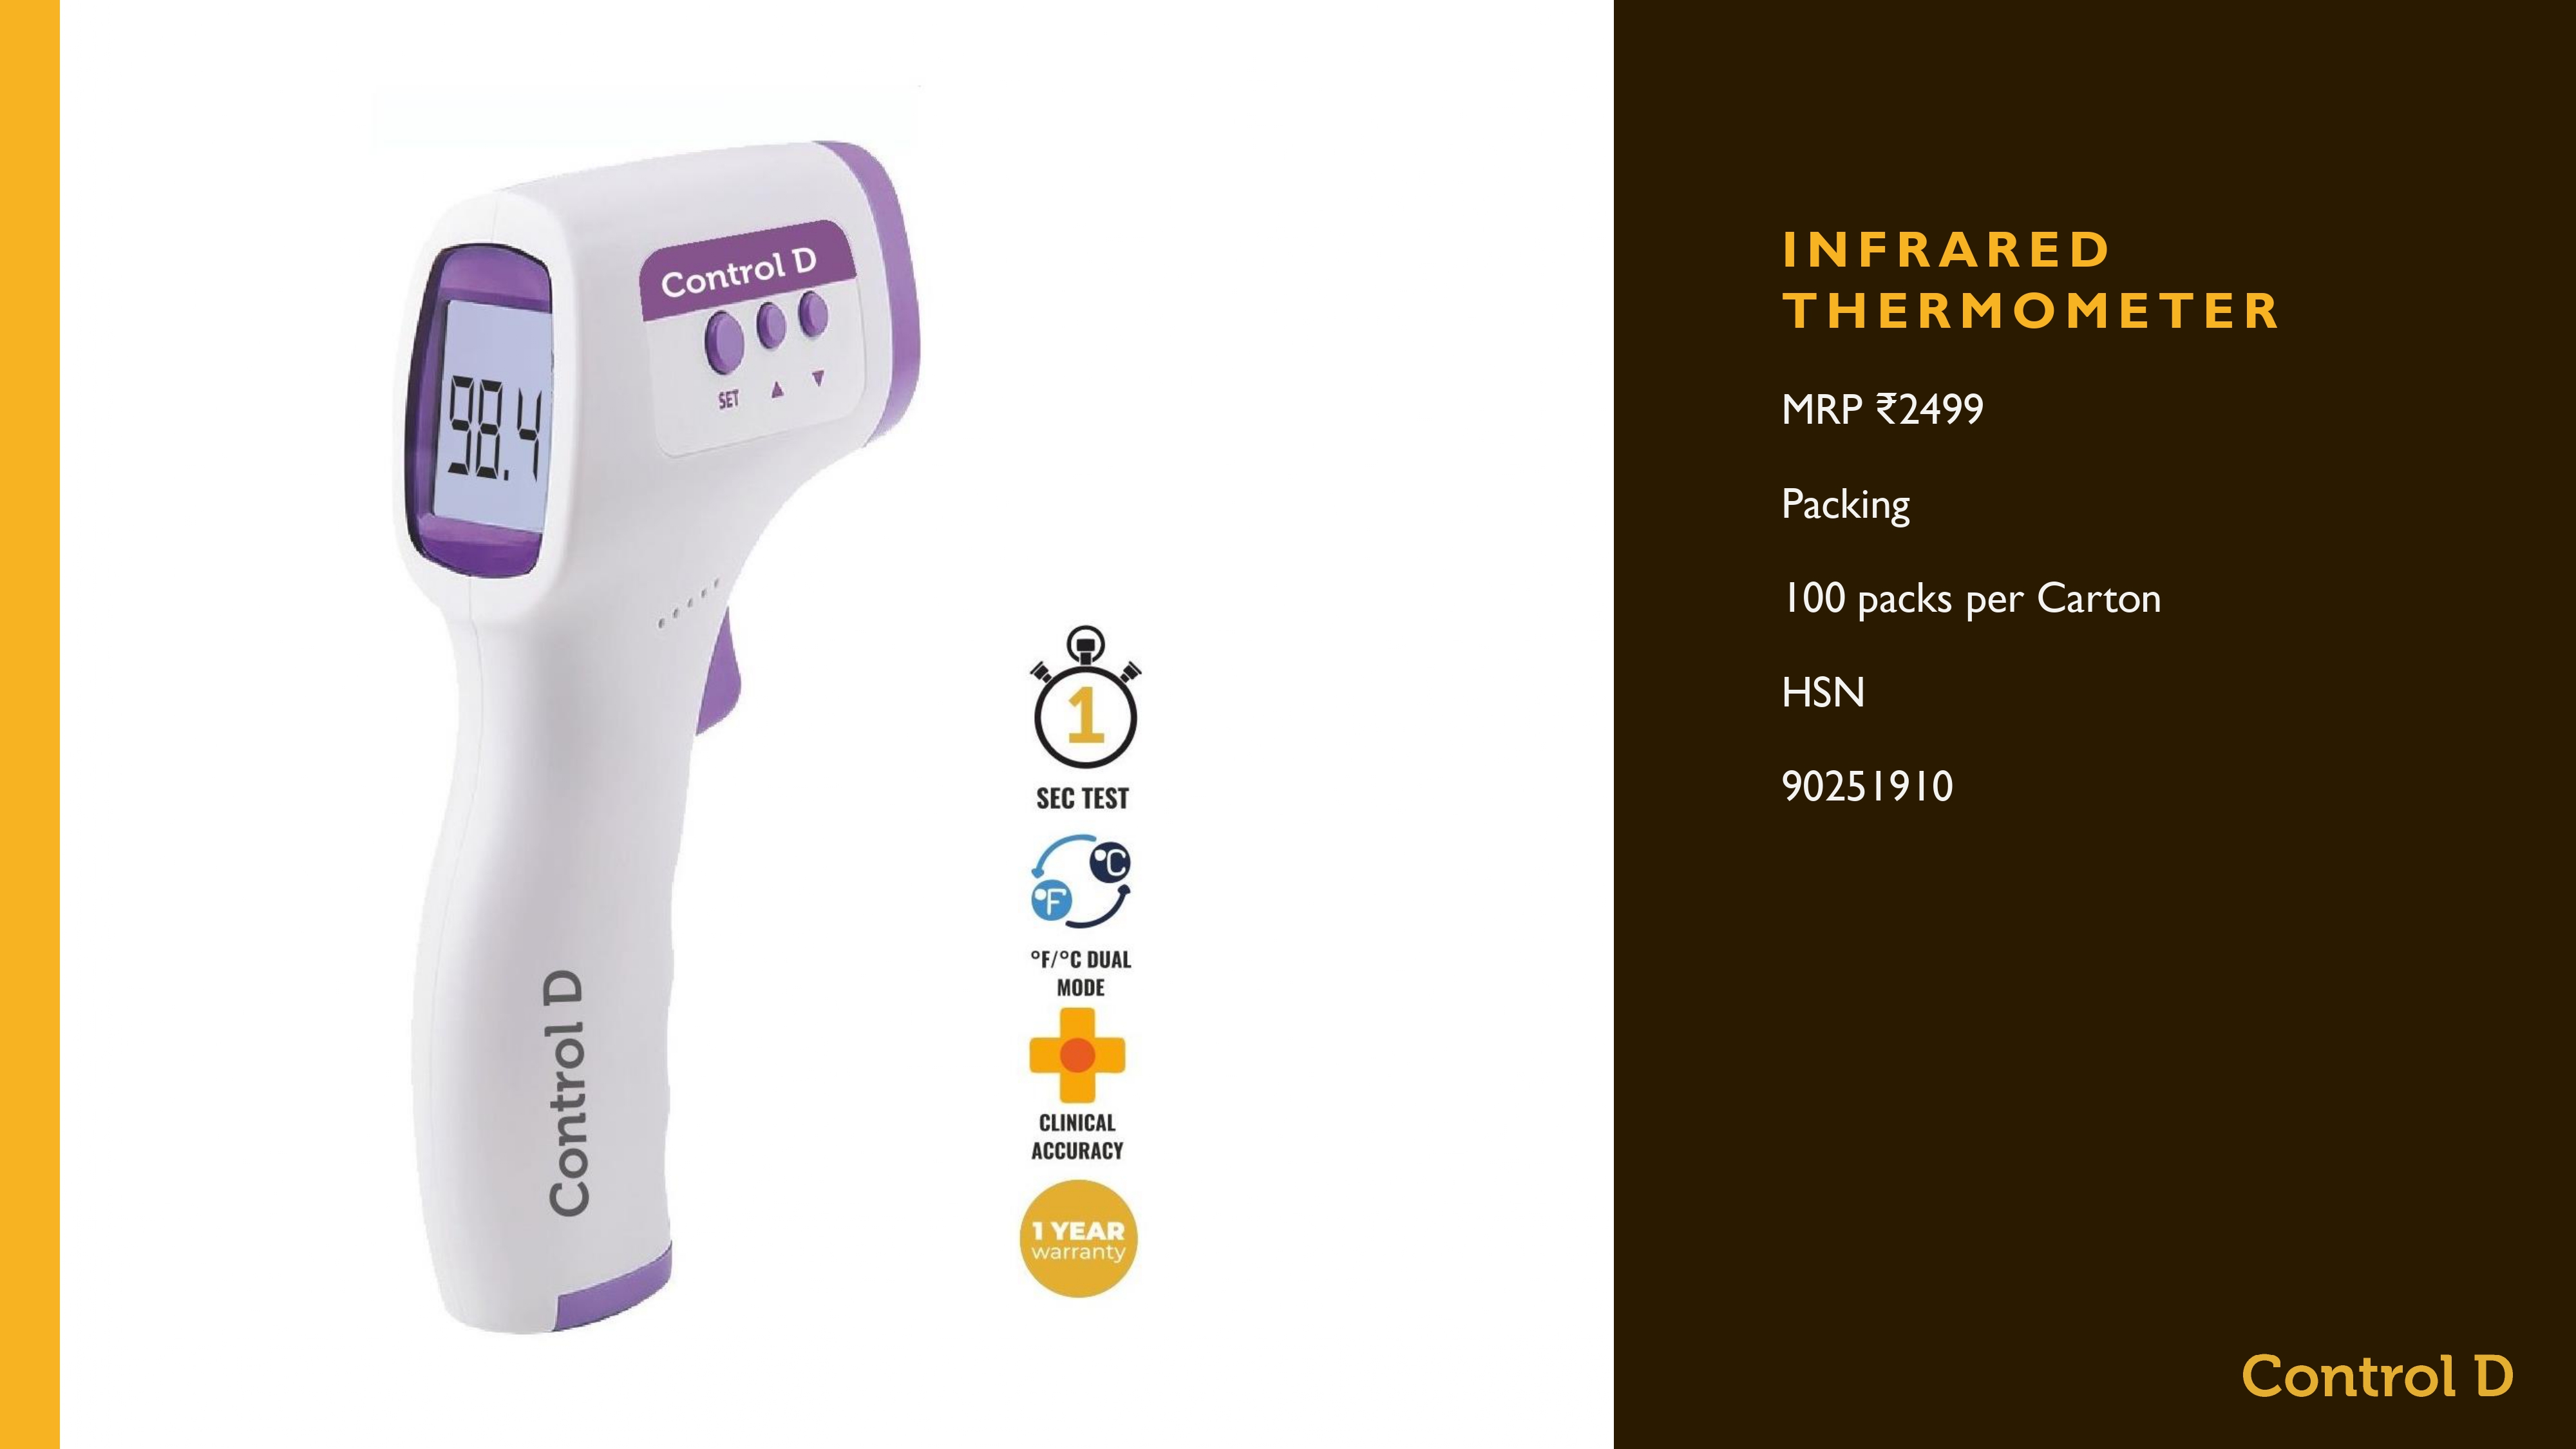 Control D
SET ▲ ▼
98.4
Control D
1
SEC TEST
°C
°F
°F/°C DUAL
MODE
CLINICAL
ACCURACY
1 YEAR
warranty
INFRARED
THERMOMETER
MRP ₹2499
Packing
100 packs per Carton
HSN
90251910
Control D